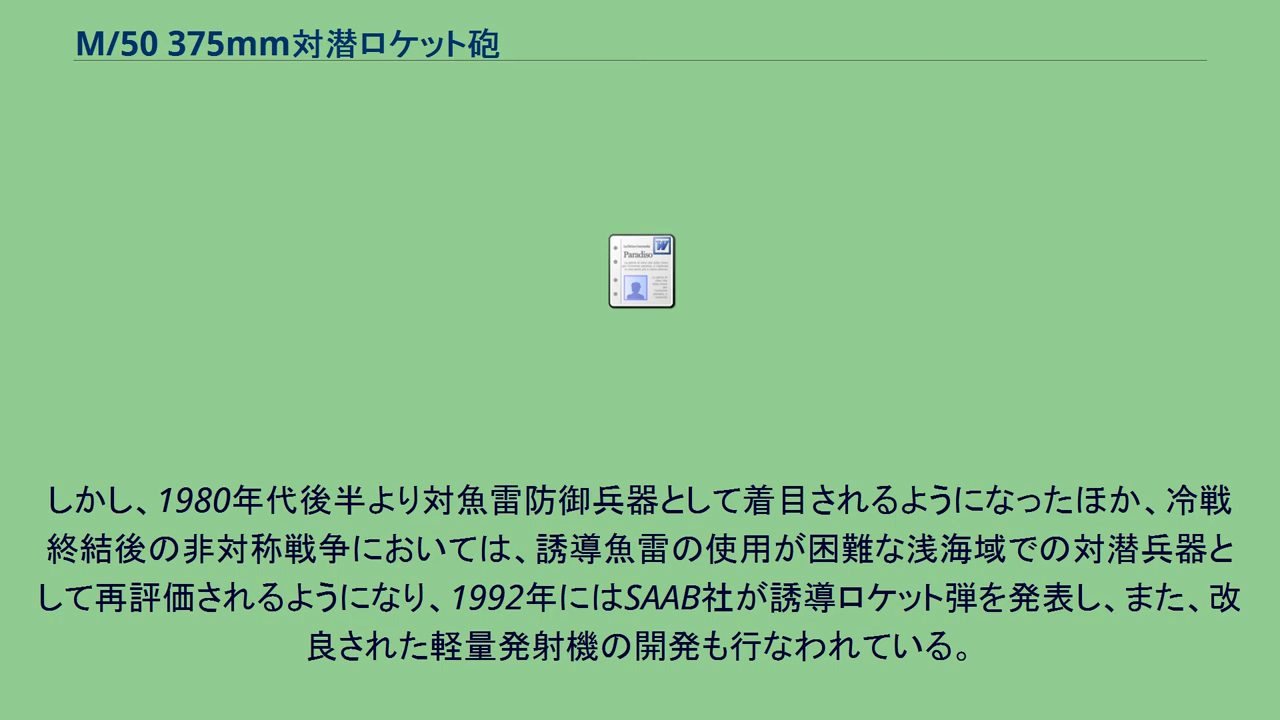 M/50 375mm対潜ロケット砲
Paradiso
W
しかし、1980年代後半より対魚雷防御兵器として着目されるようになったほか、冷戦
終結後の非対称戦争においては、誘導魚雷の使用が困難な浅海域での対潜兵器と
して再評価されるようになり、1992年にはSAAB社が誘導ロケット弾を発表し、また、改
良された軽量発射機の開発も行なわれている。